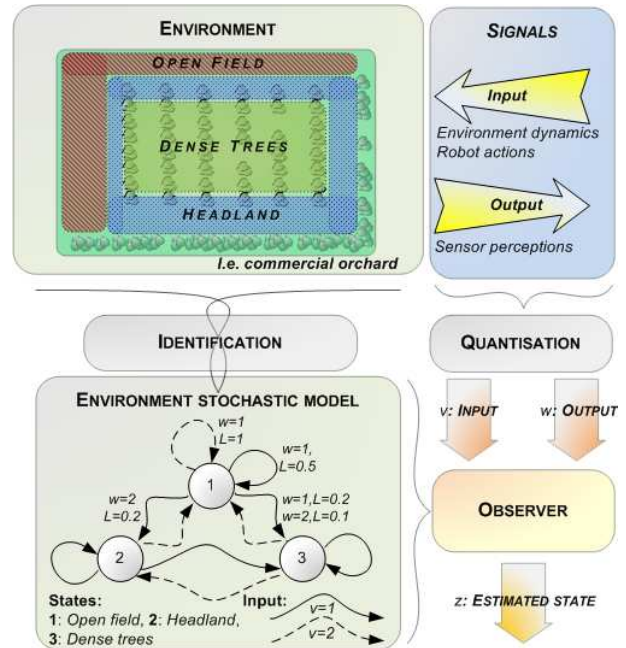 ENVIRONMENT
OPEN FIELD
DENSE TREES
HEADLAND
I.e. commercial orchard
SIGNALS
Input
Environment dynamics
Robot actions
Output
Sensor perceptions
IDENTIFICATION
QUANTISATION
ENVIRONMENT STOCHASTIC MODEL
w=1
L=1
w=1,
L=0.5
1
w=2
L=0.2
w=1,L=0.2
w=2,L=0.1
2
3
States:
1: Open field, 2: Headland,
3: Dense trees
Input:
v=1
v=2
v: INPUT
w: OUTPUT
OBSERVER
z: ESTIMATED STATE